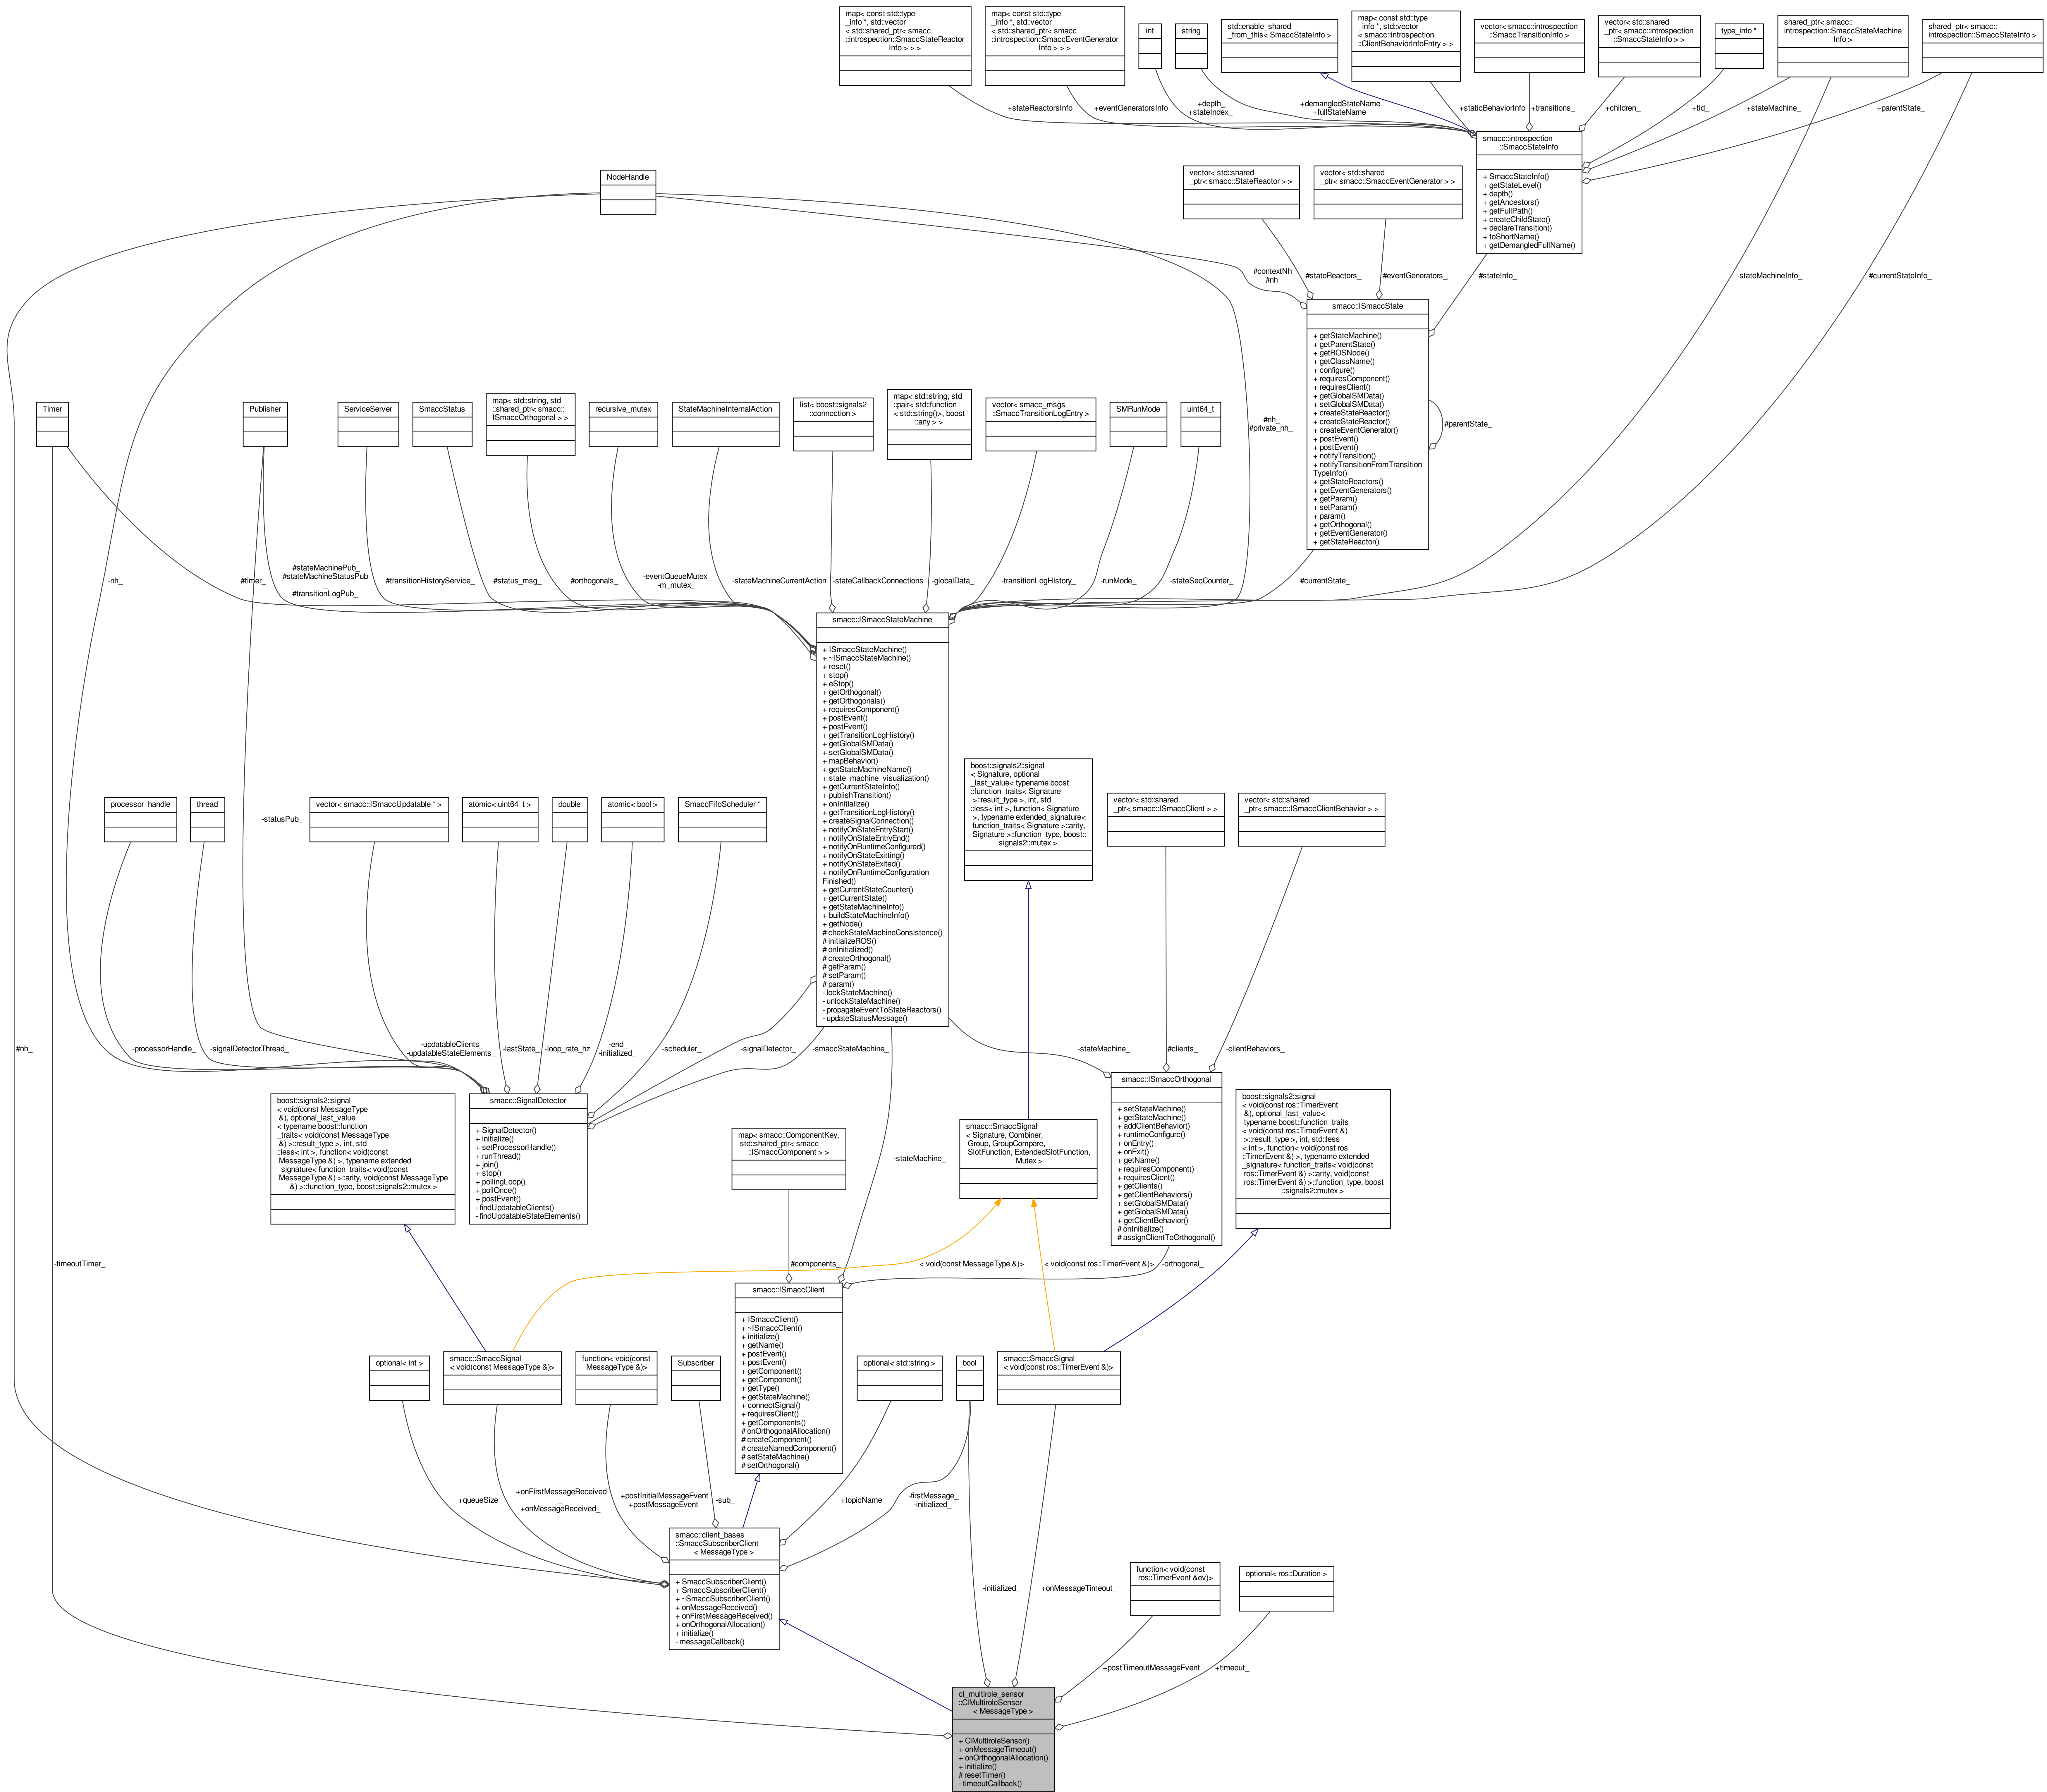 map< const std::type
_info *, std::vector
< std::shared_ptr< smacc
::introspection::SmaccStateReactor
Info > > >
map< const std::type
_info *, std::vector
< std::shared_ptr< smacc
::introspection::SmaccEventGenerator
Info > > >
int
string
std::enable_shared
_from_this< SmaccStateInfo >
map< const std::type
_info *, std::vector
< smacc::introspection
::ClientBehaviorInfoEntry > >
vector< smacc::introspection
::SmaccTransitionInfo >
vector< std::shared
_ptr< smacc::introspection
::SmaccStateInfo > >
type_info *
shared_ptr< smacc::
introspection::SmaccStateMachine
Info >
shared_ptr< smacc::
introspection::SmaccStateInfo >
+stateReactorsInfo
+eventGeneratorsInfo
+depth_
+stateIndex_
+demangledStateName
+fullStateName
+staticBehaviorInfo
+transitions_
+children_
+tid_
+stateMachine_
+parentState_
smacc::introspection
::SmaccStateInfo
+ SmaccStateInfo()
+ getStateLevel()
+ depth()
+ getAncestors()
+ getFullPath()
+ createChildState()
+ declareTransition()
+ toShortName()
+ getDemangledFullName()
NodeHandle
vector< std::shared
_ptr< smacc::StateReactor > >
vector< std::shared
_ptr< smacc::SmaccEventGenerator > >
#contextNh
#nh
#stateReactors_
#eventGenerators_
#stateInfo_
-stateMachineInfo_
#currentStateInfo_
smacc::ISmaccState
+ getStateMachine()
+ getParentState()
+ getROSNode()
+ getClassName()
+ configure()
+ requiresComponent()
+ requiresClient()
+ getGlobalSMData()
+ setGlobalSMData()
+ createStateReactor()
+ createStateReactor()
+ createEventGenerator()
+ postEvent()
+ postEvent()
+ notifyTransition()
+ notifyTransitionFromTransition
TypeInfo()
+ getStateReactors()
+ getEventGenerators()
+ getParam()
+ setParam()
+ param()
+ getOrthogonal()
+ getEventGenerator()
+ getStateReactor()
#parentState_
Timer
Publisher
ServiceServer
SmaccStatus
map< std::string, std
::shared_ptr< smacc::
ISmaccOrthogonal > >
recursive_mutex
StateMachineInternalAction
list< boost::signals2
::connection >
map< std::string, std
::pair< std::function
< std::string()>, boost
::any > >
vector< smacc_msgs
::SmaccTransitionLogEntry >
SMRunMode
uint64_t
#nh_
#private_nh_
-nh_
#timer_
#stateMachinePub_
#stateMachineStatusPub
_
#transitionLogPub_
#transitionHistoryService_
#status_msg_
#orthogonals_
-eventQueueMutex_
-m_mutex_
-stateMachineCurrentAction
-stateCallbackConnections
-globalData_
-transitionLogHistory_
-runMode_
-stateSeqCounter_
#currentState_
smacc::ISmaccStateMachine
+ ISmaccStateMachine()
+ ~ISmaccStateMachine()
+ reset()
+ stop()
+ eStop()
+ getOrthogonal()
+ getOrthogonals()
+ requiresComponent()
+ postEvent()
+ postEvent()
+ getTransitionLogHistory()
+ getGlobalSMData()
+ setGlobalSMData()
+ mapBehavior()
+ getStateMachineName()
+ state_machine_visualization()
+ getCurrentStateInfo()
+ publishTransition()
+ onInitialize()
+ getTransitionLogHistory()
+ createSignalConnection()
+ notifyOnStateEntryStart()
+ notifyOnStateEntryEnd()
+ notifyOnRuntimeConfigured()
+ notifyOnStateExitting()
+ notifyOnStateExited()
+ notifyOnRuntimeConfiguration
Finished()
+ getCurrentStateCounter()
+ getCurrentState()
+ getStateMachineInfo()
+ buildStateMachineInfo()
+ getNode()
# checkStateMachineConsistence()
# initializeROS()
# onInitialized()
# createOrthogonal()
# getParam()
# setParam()
# param()
- lockStateMachine()
- unlockStateMachine()
- propagateEventToStateReactors()
- updateStatusMessage()
processor_handle
thread
vector< smacc::ISmaccUpdatable * >
atomic< uint64_t >
double
atomic< bool >
SmaccFifoScheduler *
-statusPub_
boost::signals2::signal
< Signature, optional
_last_value< typename boost
::function_traits< Signature
 >::result_type >, int, std
::less< int >, function< Signature
 >, typename extended_signature<
 function_traits< Signature >::arity,
 Signature >::function_type, boost::
signals2::mutex >
vector< std::shared
_ptr< smacc::ISmaccClient > >
vector< std::shared
_ptr< smacc::ISmaccClientBehavior > >
#nh_
-processorHandle_
-signalDetectorThread_
-updatableClients_
-updatableStateElements_
-lastState_
-loop_rate_hz
-end_
-initialized_
-scheduler_
-signalDetector_
-smaccStateMachine_
-stateMachine_
#clients_
-clientBehaviors_
smacc::SignalDetector
+ SignalDetector()
+ initialize()
+ setProcessorHandle()
+ runThread()
+ join()
+ stop()
+ pollingLoop()
+ pollOnce()
+ postEvent()
- findUpdatableClients()
- findUpdatableStateElements()
boost::signals2::signal
< void(const MessageType
 &), optional_last_value
< typename boost::function
_traits< void(const MessageType
 &) >::result_type >, int, std
::less< int >, function< void(const
 MessageType &) >, typename extended
_signature< function_traits< void(const
 MessageType &) >::arity, void(const MessageType
 &) >::function_type, boost::signals2::mutex >
map< smacc::ComponentKey,
 std::shared_ptr< smacc
::ISmaccComponent > >
-stateMachine_
smacc::SmaccSignal
< Signature, Combiner,
 Group, GroupCompare,
 SlotFunction, ExtendedSlotFunction,
 Mutex >
smacc::ISmaccOrthogonal
+ setStateMachine()
+ getStateMachine()
+ addClientBehavior()
+ runtimeConfigure()
+ onEntry()
+ onExit()
+ getName()
+ requiresComponent()
+ requiresClient()
+ getClients()
+ getClientBehaviors()
+ setGlobalSMData()
+ getGlobalSMData()
+ getClientBehavior()
# onInitialize()
# assignClientToOrthogonal()
boost::signals2::signal
< void(const ros::TimerEvent
 &), optional_last_value<
 typename boost::function_traits
< void(const ros::TimerEvent &)
 >::result_type >, int, std::less
< int >, function< void(const ros
::TimerEvent &) >, typename extended
_signature< function_traits< void(const
 ros::TimerEvent &) >::arity, void(const
 ros::TimerEvent &) >::function_type, boost
::signals2::mutex >
-timeoutTimer_
#components_
< void(const MessageType &)>
< void(const ros::TimerEvent &)>
-orthogonal_
smacc::ISmaccClient
+ ISmaccClient()
+ ~ISmaccClient()
+ initialize()
+ getName()
+ postEvent()
+ postEvent()
+ getComponent()
+ getComponent()
+ getType()
+ getStateMachine()
+ connectSignal()
+ requiresClient()
+ getComponents()
# onOrthogonalAllocation()
# createComponent()
# createNamedComponent()
# setStateMachine()
# setOrthogonal()
optional< int >
smacc::SmaccSignal
< void(const MessageType &)>
function< void(const
 MessageType &)>
Subscriber
optional< std::string >
bool
smacc::SmaccSignal
< void(const ros::TimerEvent &)>
+queueSize
+onFirstMessageReceived
_
+onMessageReceived_
+postInitialMessageEvent
+postMessageEvent
-sub_
+topicName
-firstMessage_
-initialized_
smacc::client_bases
::SmaccSubscriberClient
< MessageType >
+ SmaccSubscriberClient()
+ SmaccSubscriberClient()
+ ~SmaccSubscriberClient()
+ onMessageReceived()
+ onFirstMessageReceived()
+ onOrthogonalAllocation()
+ initialize()
- messageCallback()
-initialized_
+onMessageTimeout_
function< void(const
 ros::TimerEvent &ev)>
optional< ros::Duration >
+postTimeoutMessageEvent
+timeout_
cl_multirole_sensor
::ClMultiroleSensor
< MessageType >
+ ClMultiroleSensor()
+ onMessageTimeout()
+ onOrthogonalAllocation()
+ initialize()
# resetTimer()
- timeoutCallback()